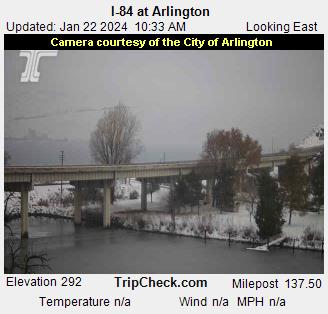 I-84 at Arlington
Updated: Jan 22 2024 10:33 AM Looking East
Camera courtesy of the City of Arlington
Elevation 292 TripCheck.com Milepost 137.50
Temperature n/a Wind n/a MPH n/a